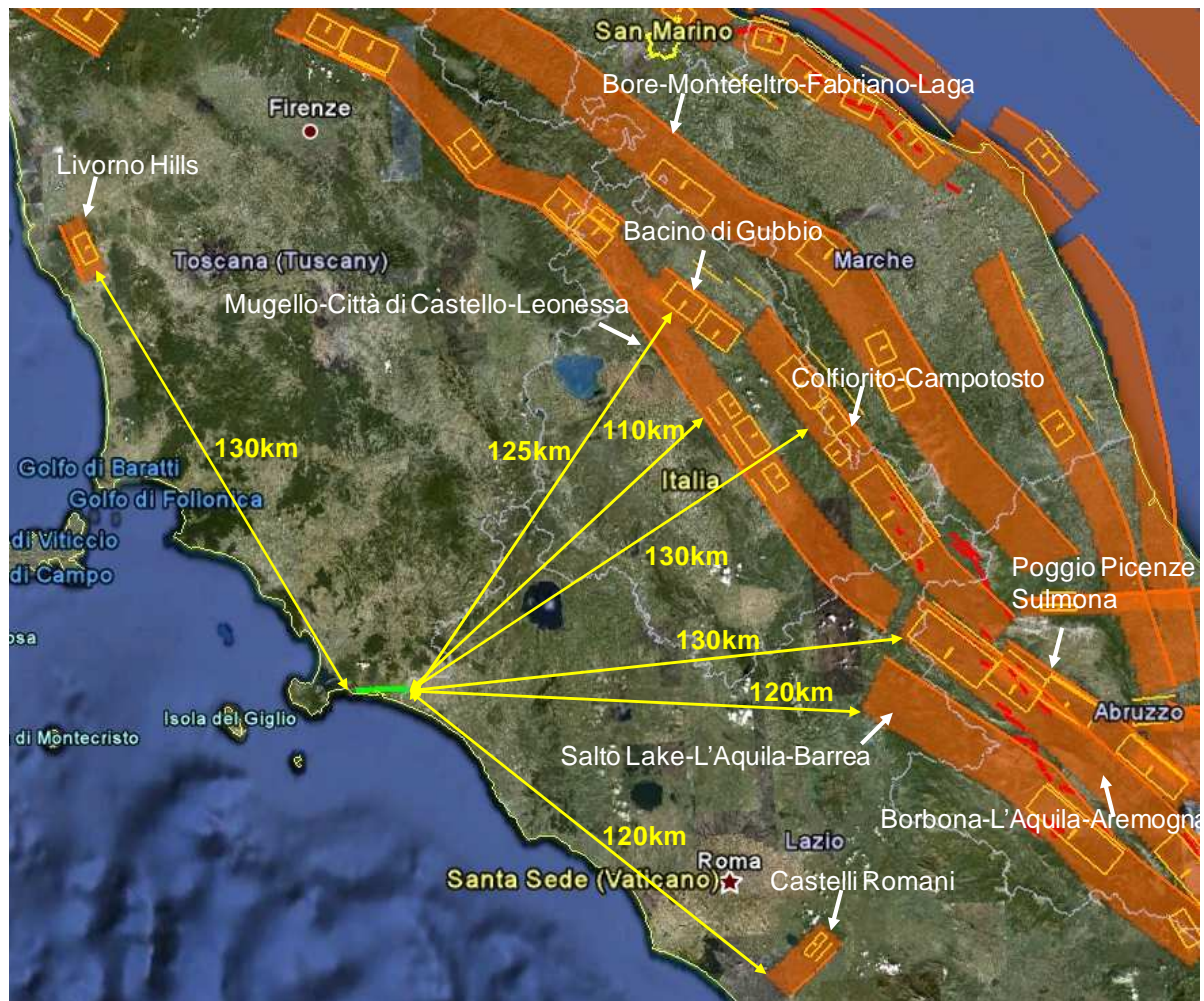 San Marino
Bore-Montefeltro-Fabriano-Laga
Firenze
Livorno Hills
Bacino di Gubbio
Toscana (Tuscany)
Marche
Mugello-Città di Castello-Leonessa
Colfiorito-Campotosto
130km
125km
110km
Golfo di Baratti
Italia
Golfo di Follonica
di Viticcio
130km
di Campo
Poggio Picenze
Sulmona
130km
120km
Isola del Giglio
Abruzzo
di Montecristo
Salto Lake-L'Aquila-Barrea
Borbona-L'Aquila-Aremogna
120km
Lazio
Roma
Santa Sede (Vaticano)
Castelli Romani